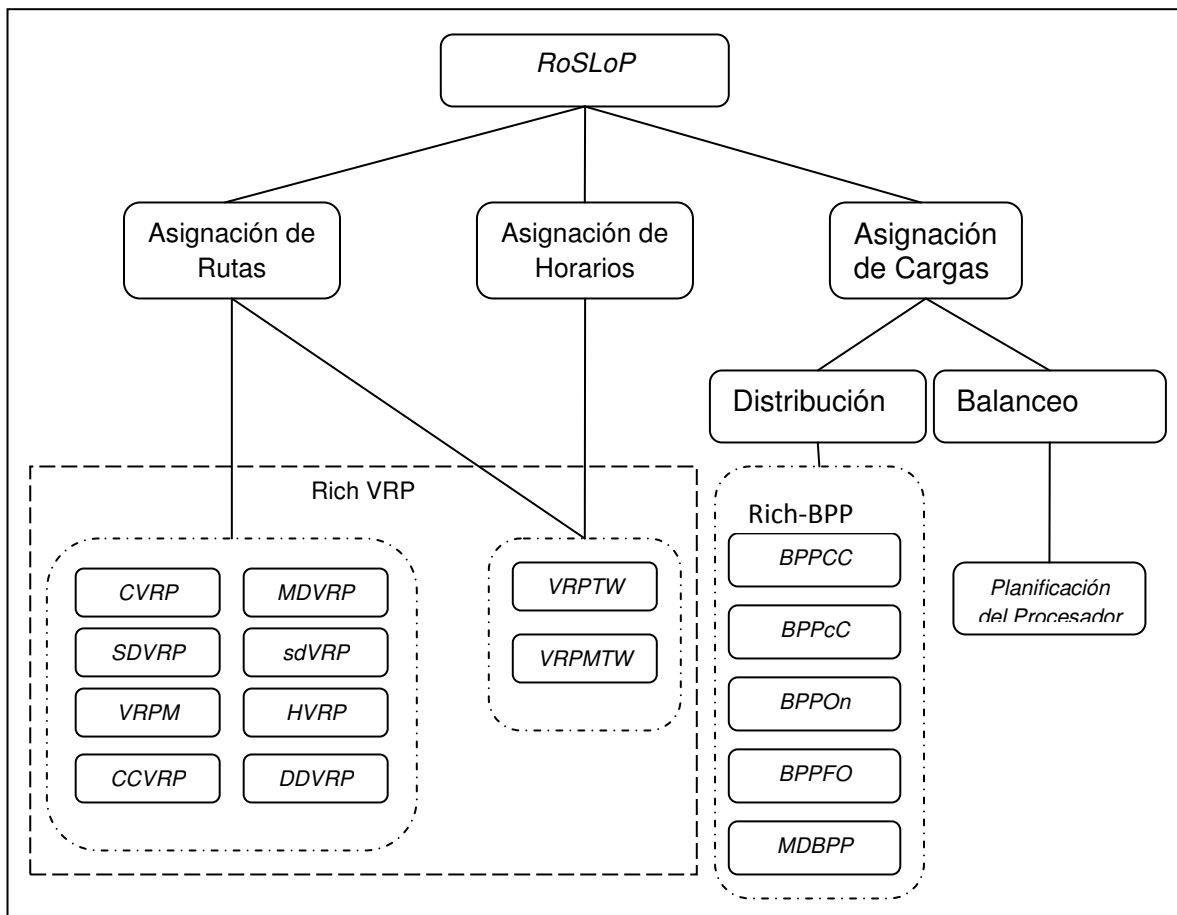 RoSLoP
Asignación de
Rutas
Asignación de
Horarios
Asignación
de Cargas
Distribución
Balanceo
Rich VRP
CVRP
MDVRP
SDVRP
sdVRP
VRPM
HVRP
CCVRP
DDVRP
VRPTW
VRPMTW
Rich-BPP
BPPCC
BPPcC
BPPOn
BPPFO
MDBPP
Planificación
del Procesador